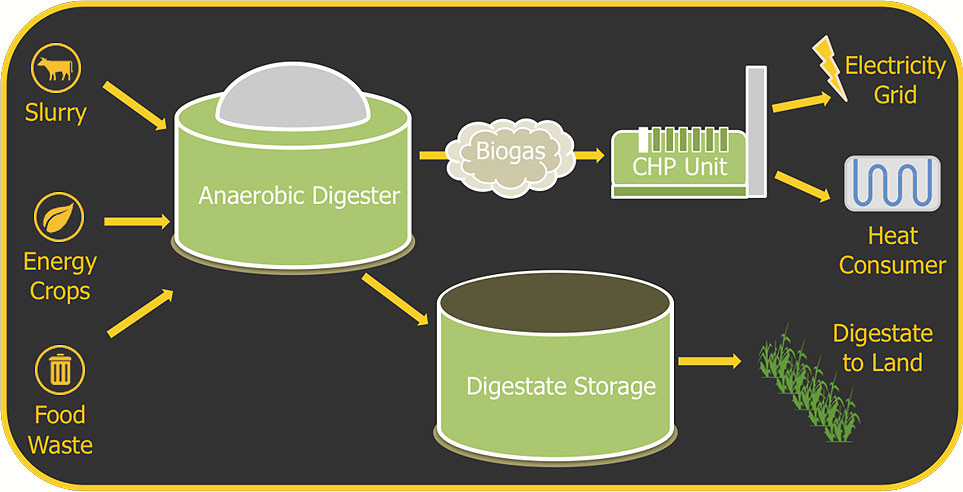 Slurry
Energy
Crops
Food
Waste
Anaerobic Digester
Biogas
CHP Unit
Electricity
Grid
Heat
Consumer
Digestate Storage
Digestate
to Land